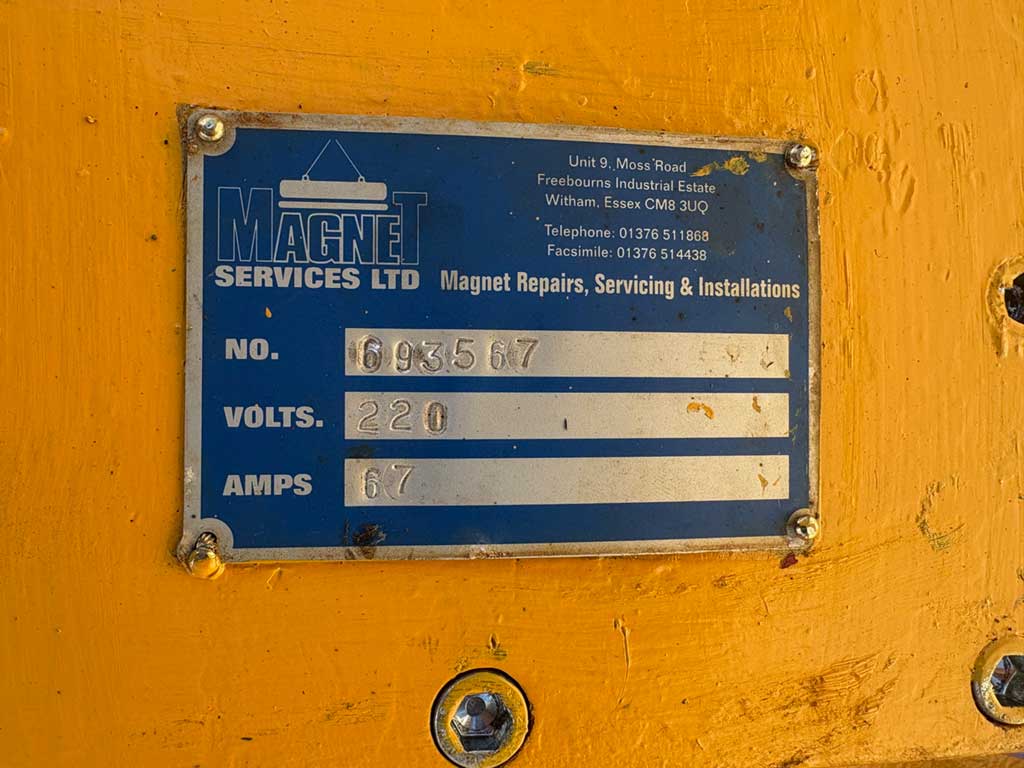 MAGNET
SERVICES LTD
Unit 9, Moss Road
Freebourns Industrial Estate
Witham, Essex CM8 3UQ
Telephone: 01376 511868
Facsimile: 01376 514438
Magnet Repairs, Servicing & Installations
NO. 693567
VOLTS. 220
AMPS 67